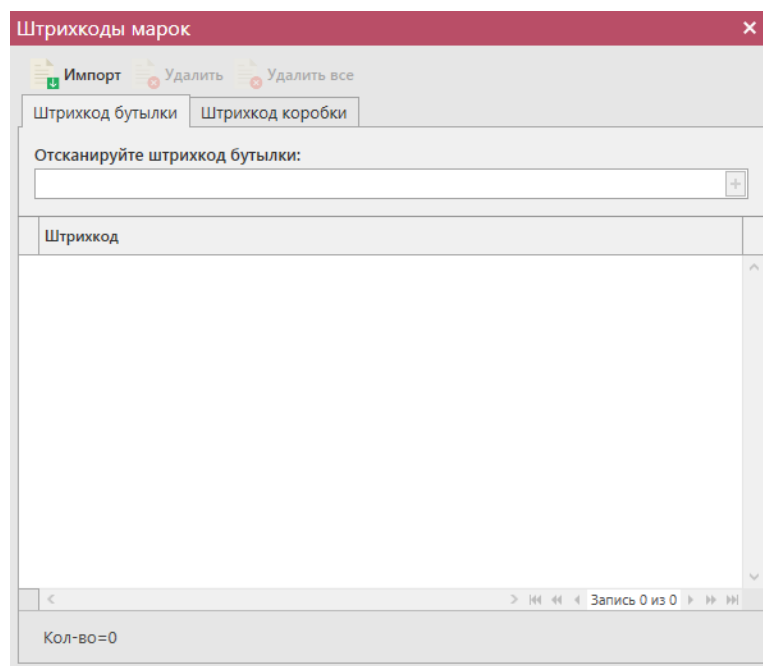 Штрихкоды марок
Импорт Удалить Удалить все
Штрихкод бутылки Штрихкод коробки
Отсканируйте штрихкод бутылки:
Штрихкод
Запись 0 из 0
Кол-во=0